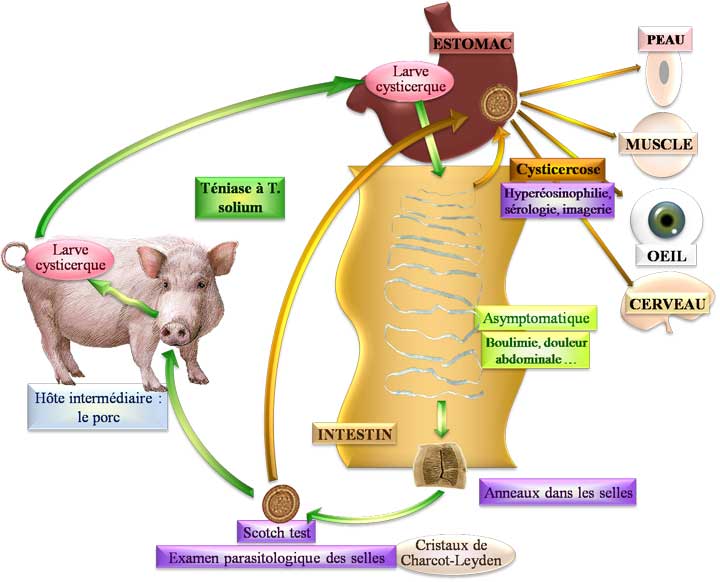 ESTOMAC
Larve
cysticerque
PEAU
MUSCLE
Cysticercose
Hyperéosinophilie,
sérologie, imagerie
OEIL
CERVEAU
Téniase à T.
solium
Larve
cysticerque
Asymptomatique
Boulimie, douleur
abdominale …
Hôte intermédiaire :
le porc
INTESTIN
Anneaux dans les selles
Scotch test
Examen parasitologique des selles
Cristaux de
Charcot-Leyden